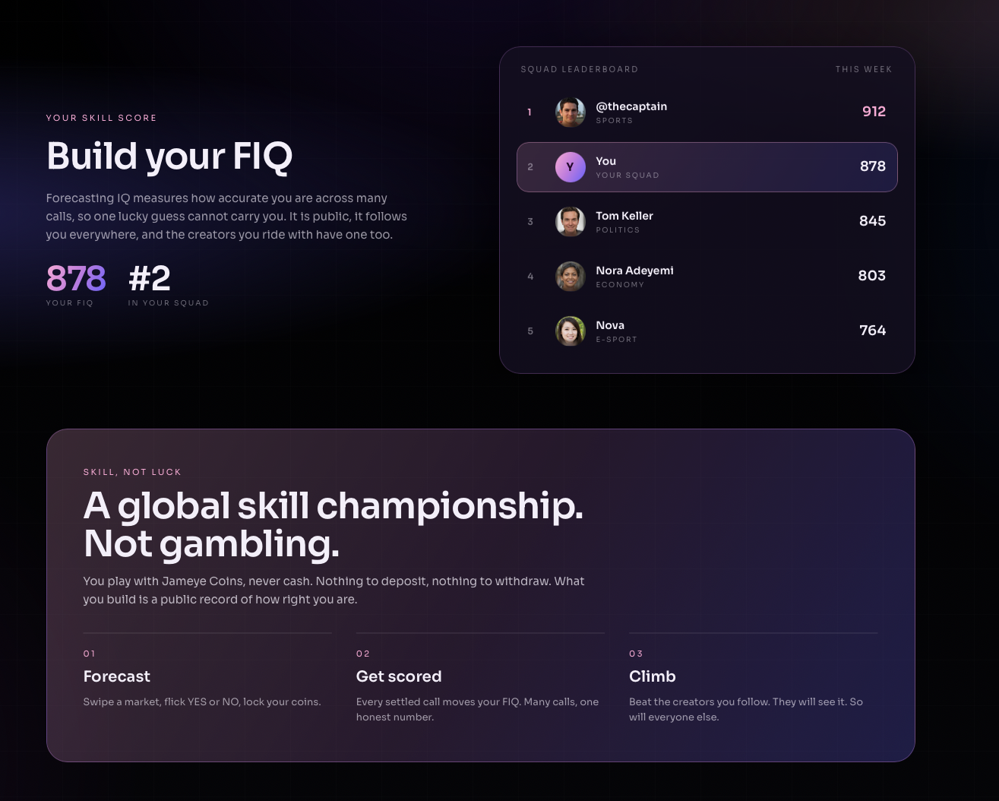 YOUR SKILL SCORE
Build your FIQ
Forecasting IQ measures how accurate you are across many
calls, so one lucky guess cannot carry you. It is public, it follows
you everywhere, and the creators you ride with have one too.
878 #2
YOUR FIQ IN YOUR SQUAD
SQUAD LEADERBOARD THIS WEEK
1 @thecaptain 912
SPORTS
2 Y You 878
YOUR SQUAD
3 Tom Keller 845
POLITICS
4 Nora Adeyemi 803
ECONOMY
5 Nova 764
E-SPORT
SKILL, NOT LUCK
A global skill championship.
Not gambling.
You play with Jameye Coins, never cash. Nothing to deposit, nothing to withdraw. What
you build is a public record of how right you are.
01
Forecast
Swipe a market, flick YES or NO, lock your coins.
02
Get scored
Every settled call moves your FIQ. Many calls, one
honest number.
03
Climb
Beat the creators you follow. They will see it. So
will everyone else.